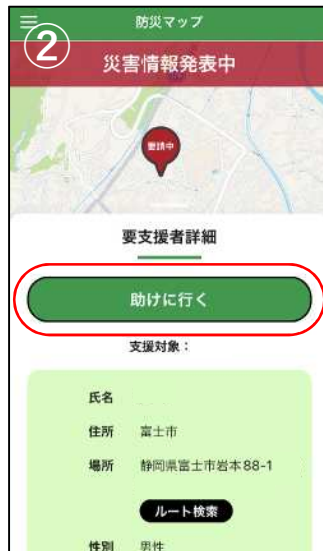 ②
防災マップ
災害情報発表中
要請中
要支援者詳細
助けに行く
支援対象：
氏名
住所 富士市
場所 静岡県富士市岩本88-1
ルート検索
性別 男性